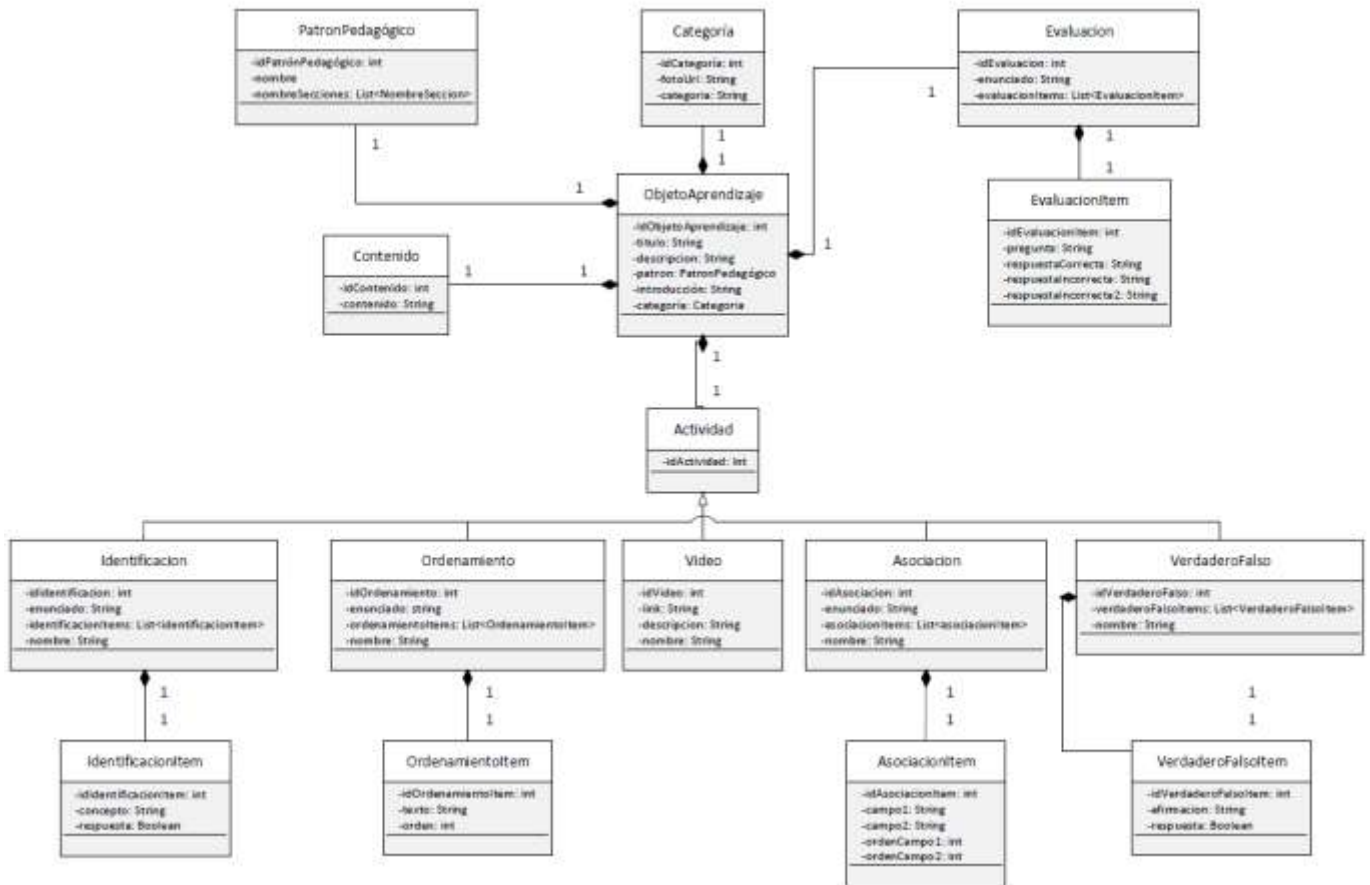 PatronPedagógico
-idPatrónPedagógico: int
-nombre
-nombreSecciones: List<NombreSeccion>
Categoría
-idCategoría: int
-fotoUrl: String
-categoria: String
Evaluacion
-idEvaluacion: int
-enunciado: String
-evaluacionItems: List<EvaluacionItem>
1
1
1
1
1
1
1
ObjetoAprendizaje
-idObjetoAprendizaje: int
-titulo: String
-descripcion: String
-patron: PatronPedagógico
-introducción: String
-categoría: Categoria
EvaluacionItem
-idEvaluacionItem: int
-pregunta: String
-respuestaCorrecta: String
-respuestaIncorrecta: String
-respuestaIncorrecta2: String
Contenido
-idContenido: int
-contenido: String
1
1
1
1
1
Actividad
-idActividad: int
Identificacion
-idIdentificacion: int
-enunciado: String
-identificacionItems: List<identificacionItem>
-nombre: String
Ordenamiento
-idOrdenamiento: int
-enunciado: string
-ordenamientoItems: List<OrdenamientoItem>
-nombre: String
Video
-idVideo: int
-link: String
-descripcion: String
-nombre: String
Asociacion
-idAsociacion: int
-enunciado: String
-asociacionItems: List<asociacionItem>
-nombre: String
VerdaderoFalso
-idVerdaderoFalso: int
-verdaderoFalsoItems: List<VerdaderoFalsoItem>
-nombre: String
1
1
1
1
1
1
1
1
IdentificacionItem
-idIdentificacionItem: int
-concepto: String
-respuesta: Boolean
OrdenamientoItem
-idOrdenamientoItem: int
-texto: String
-orden: int
AsociacionItem
-idAsociacionItem: int
-campo1: String
-campo2: String
-ordenCampo1: int
-ordenCampo2: int
VerdaderoFalsoItem
-idVerdaderoFalsoItem: int
-afirmacion: String
-respuesta: Boolean